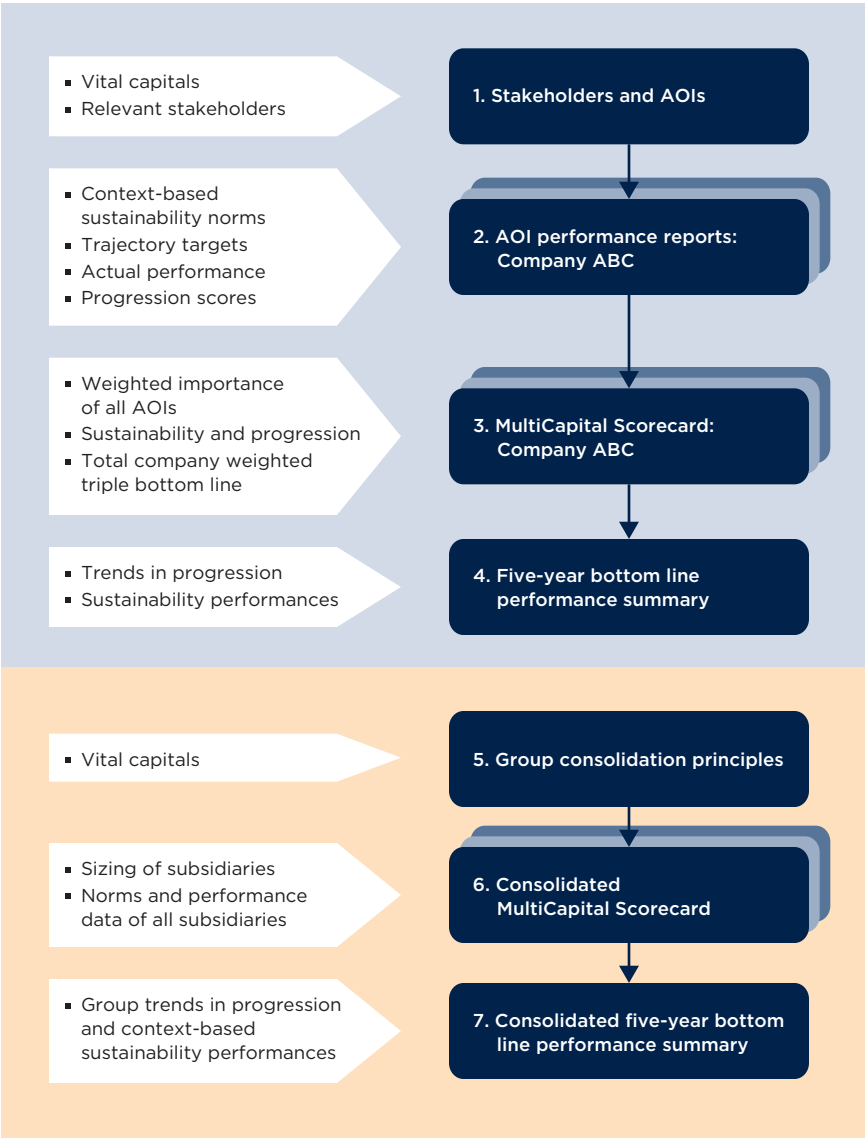 ▪ Vital capitals
▪ Relevant stakeholders
1. Stakeholders and AOIs
▪ Context-based
sustainability norms
▪ Trajectory targets
▪ Actual performance
▪ Progression scores
2. AOI performance reports:
Company ABC
▪ Weighted importance
of all AOIs
▪ Sustainability and progression
▪ Total company weighted
triple bottom line
3. MultiCapital Scorecard:
Company ABC
▪ Trends in progression
▪ Sustainability performances
4. Five-year bottom line
performance summary
▪ Vital capitals
5. Group consolidation principles
▪ Sizing of subsidiaries
▪ Norms and performance
data of all subsidiaries
6. Consolidated
MultiCapital Scorecard
▪ Group trends in progression
and context-based
sustainability performances
7. Consolidated five-year bottom
line performance summary